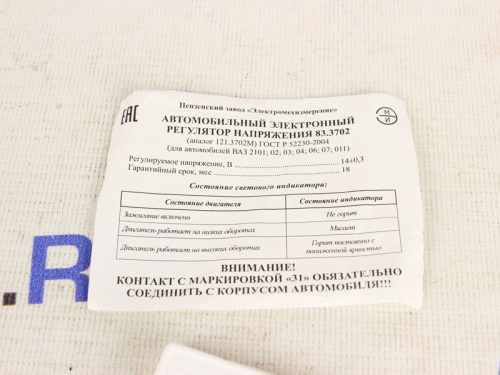 EAC
Пензенский завод «Электромехизмерение»
АВТОМОБИЛЬНЫЙ ЭЛЕКТРОННЫЙ
РЕГУЛЯТОР НАПРЯЖЕНИЯ 83.3702
(аналог 121.3702М) ГОСТ Р 52230-2004
(для автомобилей ВАЗ 2101; 02; 03; 04; 06; 07; 011)
Регулируемое напряжение, В 14±0,3
Гарантийный срок, мес 18
Состояние светового индикатора:
Состояние двигателя Состояние индикатора
Зажигание включено Не горит
Двигатель работает на низких оборотах Мигает
Двигатель работает на высоких оборотах Горит постоянно с
пониженной яркостью
ВНИМАНИЕ!
КОНТАКТ С МАРКИРОВКОЙ «31» ОБЯЗАТЕЛЬНО
СОЕДИНИТЬ С КОРПУСОМ АВТОМОБИЛЯ!!!
.R